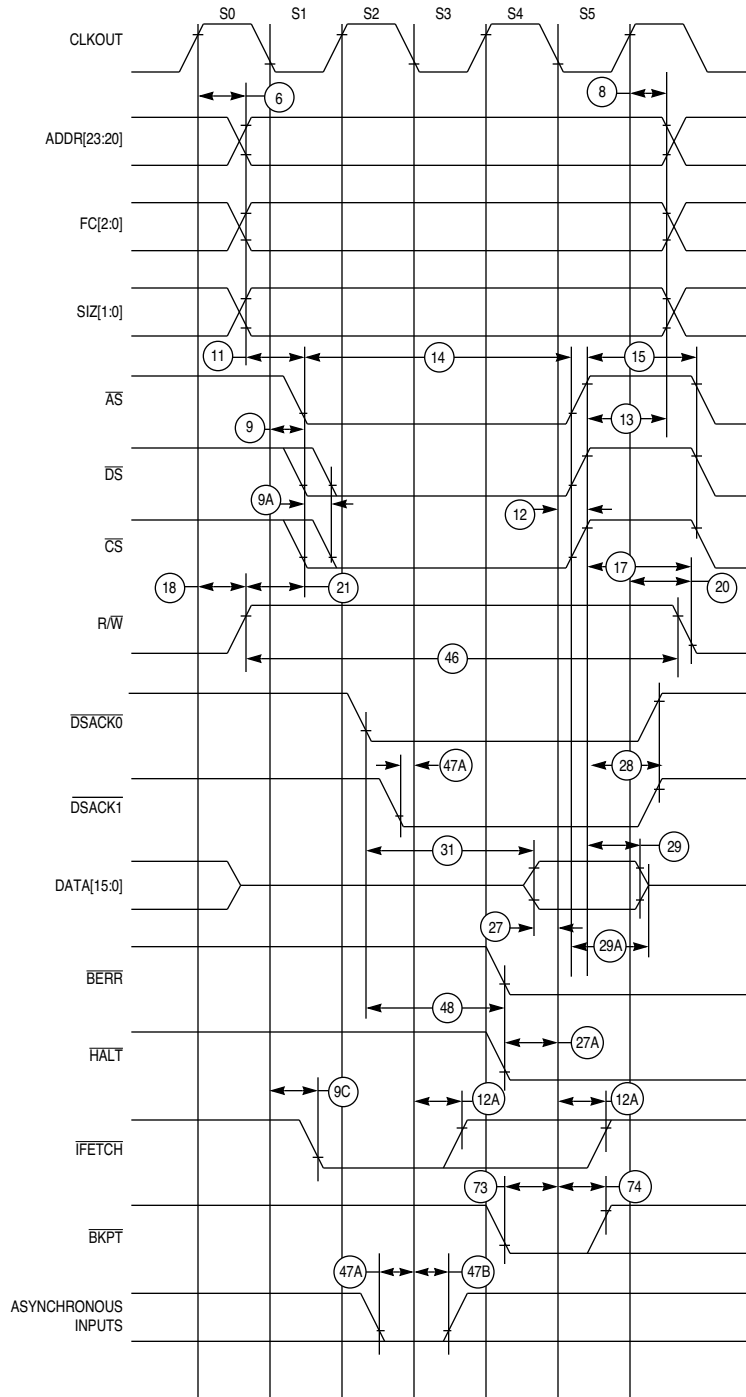 S0 S1 S2 S3 S4 S5
CLKOUT
6 8
ADDR[23:20]
FC[2:0]
SIZ[1:0]
11 14 15
AS
9 13
DS
9A 12
CS
17
18 21 20
R/W
46
DSACK0
47A 28
DSACK1
31 29
DATA[15:0]
27 29A
BERR
48
27A
HALT
9C 12A 12A
IFETCH
73 74
BKPT
47A 47B
ASYNCHRONOUS
INPUTS